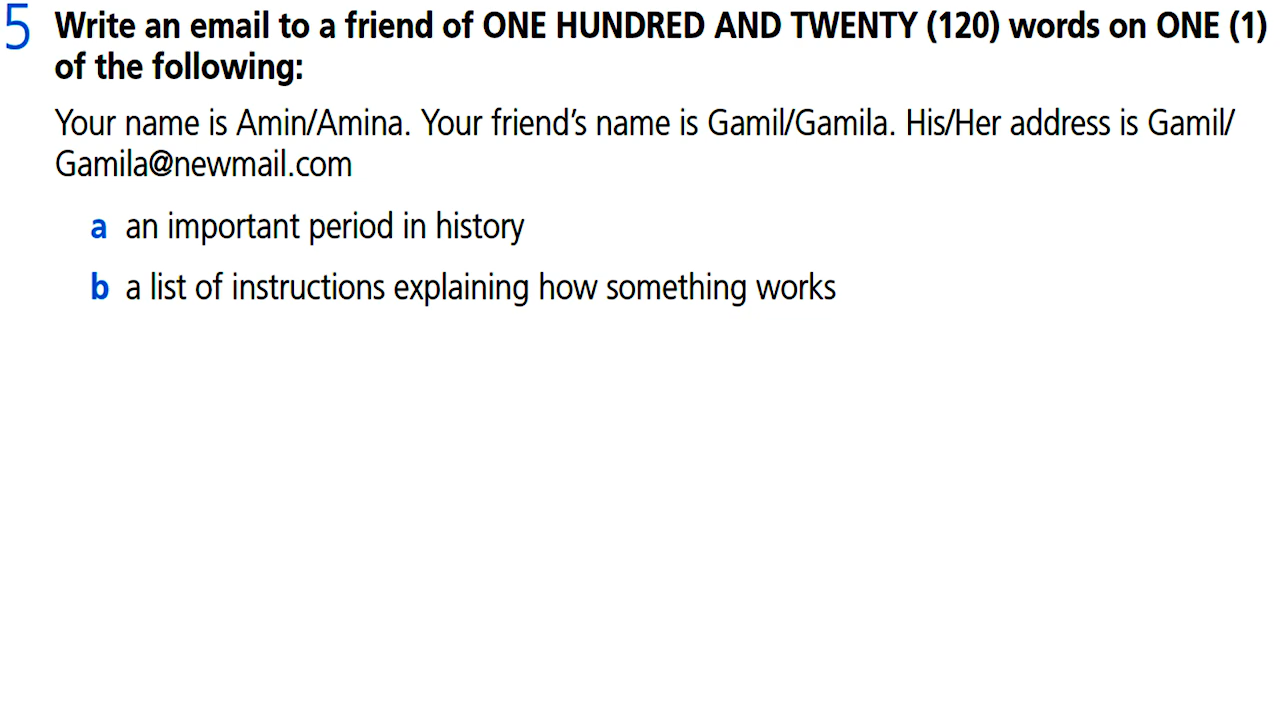 5 Write an email to a friend of ONE HUNDRED AND TWENTY (120) words on ONE (1)
of the following:
Your name is Amin/Amina. Your friend's name is Gamil/Gamila. His/Her address is Gamil/
Gamila@newmail.com
a an important period in history
b a list of instructions explaining how something works